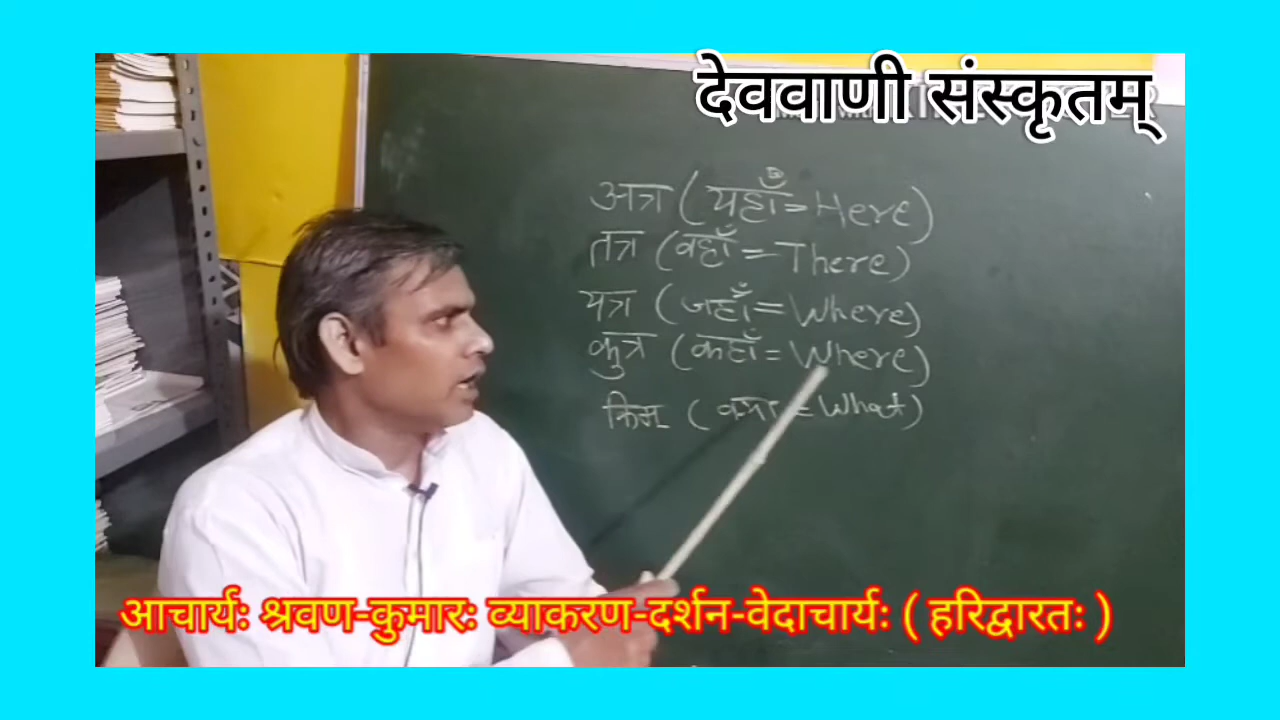 देववाणी संस्कृतम्
अत्र (यहाँ = Here)
तत्र (वहाँ = There)
यत्र (जहाँ = Where)
कुत्र (कहाँ = Where)
किम् (क्या = What)
आचार्यः श्रवण-कुमारः व्याकरण-दर्शन-वेदाचार्यः ( हरिद्वारतः )